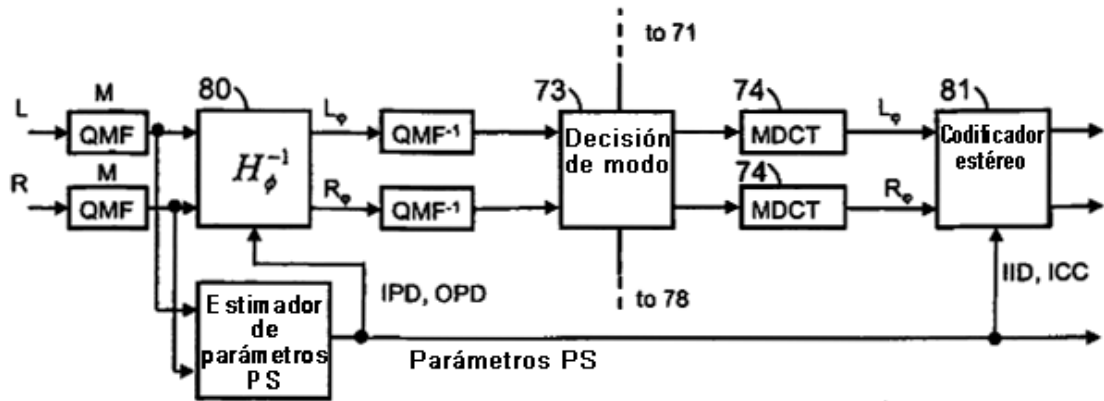 to 71
L
M
QMF
80
H_ϕ^{-1}
L_φ
QMF⁻¹
73
Decisión
de modo
74
MDCT
L_φ
81
Codificador
estéreo
R
M
QMF
R_φ
QMF⁻¹
74
MDCT
R_φ
IPD, OPD
to 78
IID, ICC
Estimador
de
parámetros
PS
Parámetros PS